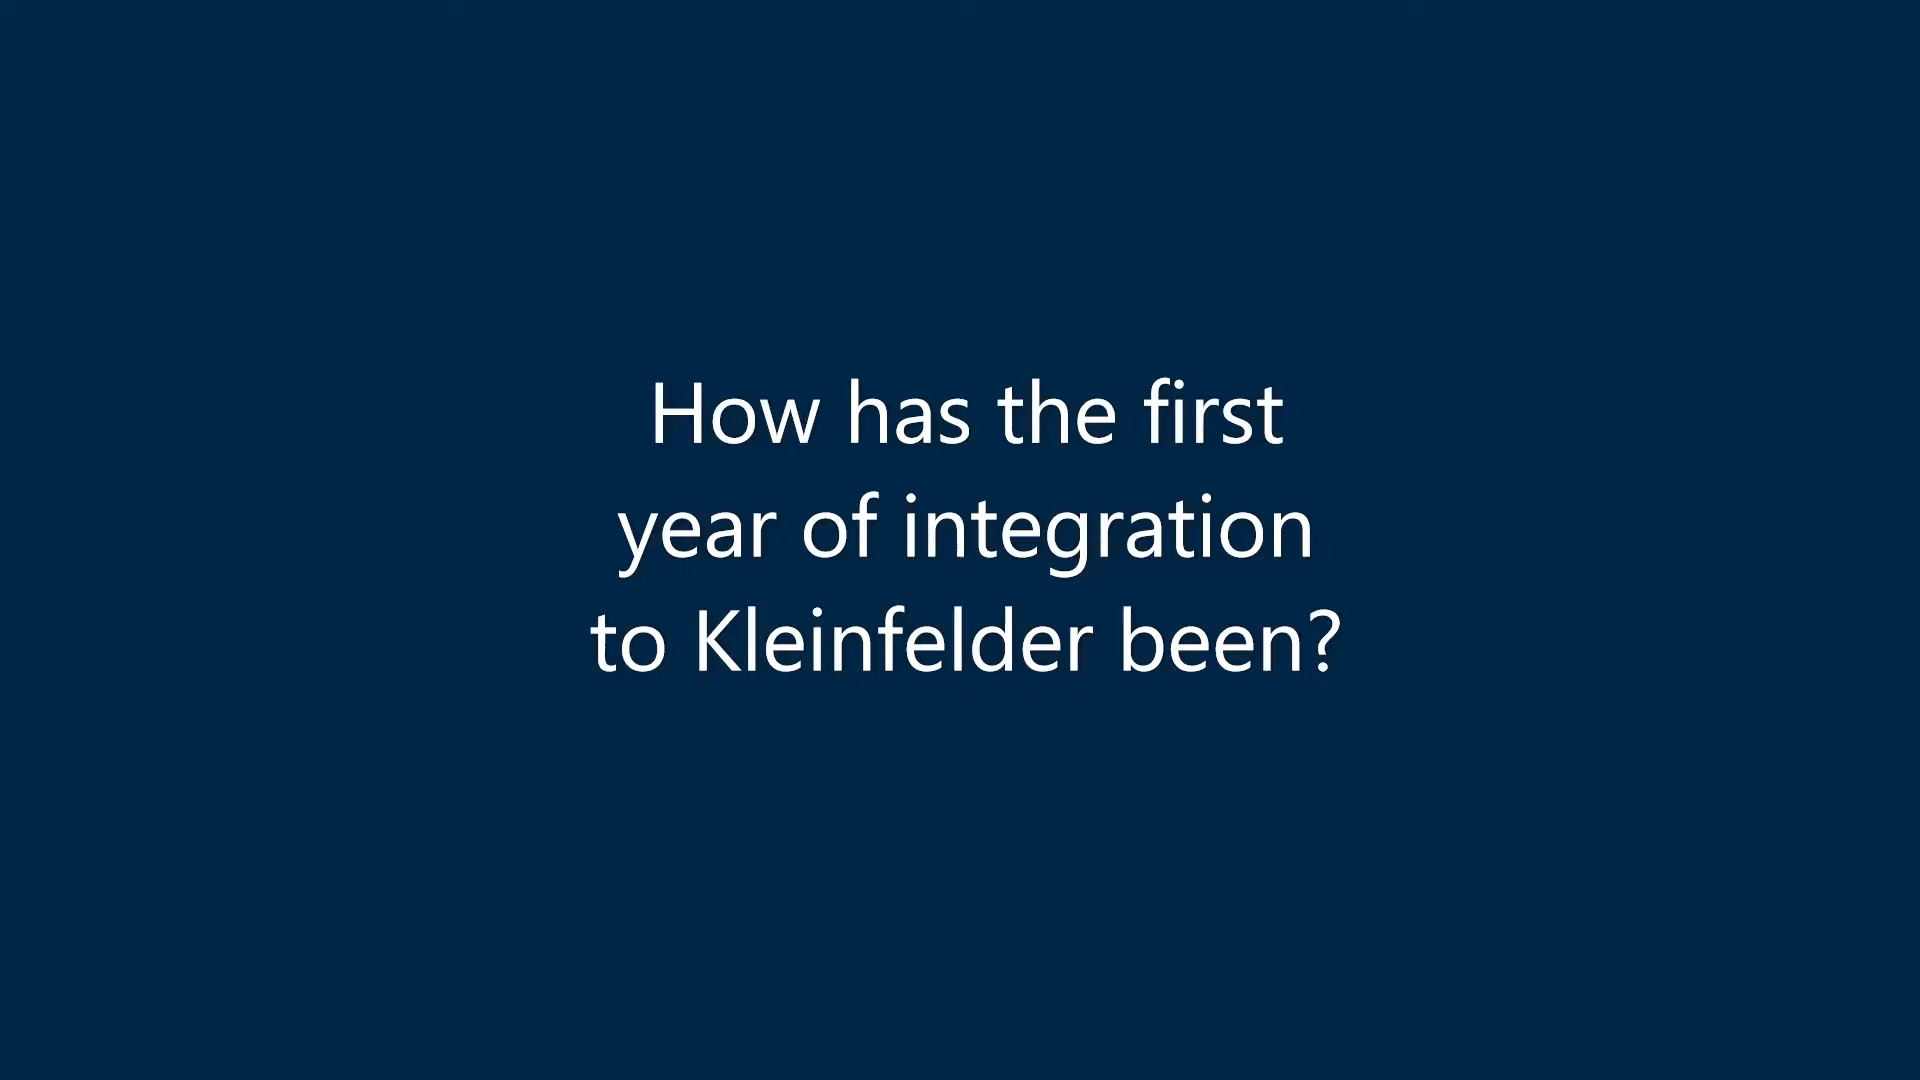 How has the first
year of integration
to Kleinfelder been?